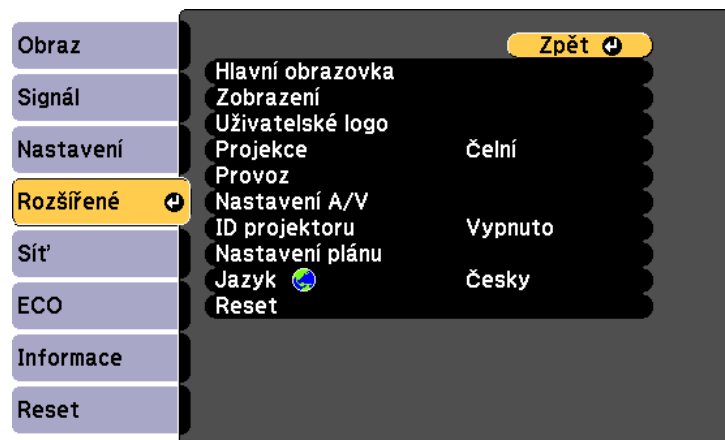 Obraz
Signál
Nastavení
Rozšířené
Síť
ECO
Informace
Reset
Zpět
Hlavní obrazovka
Zobrazení
Uživatelské logo
Projekce Čelní
Provoz
Nastavení A/V
ID projektoru Vypnuto
Nastavení plánu
Jazyk Česky
Reset